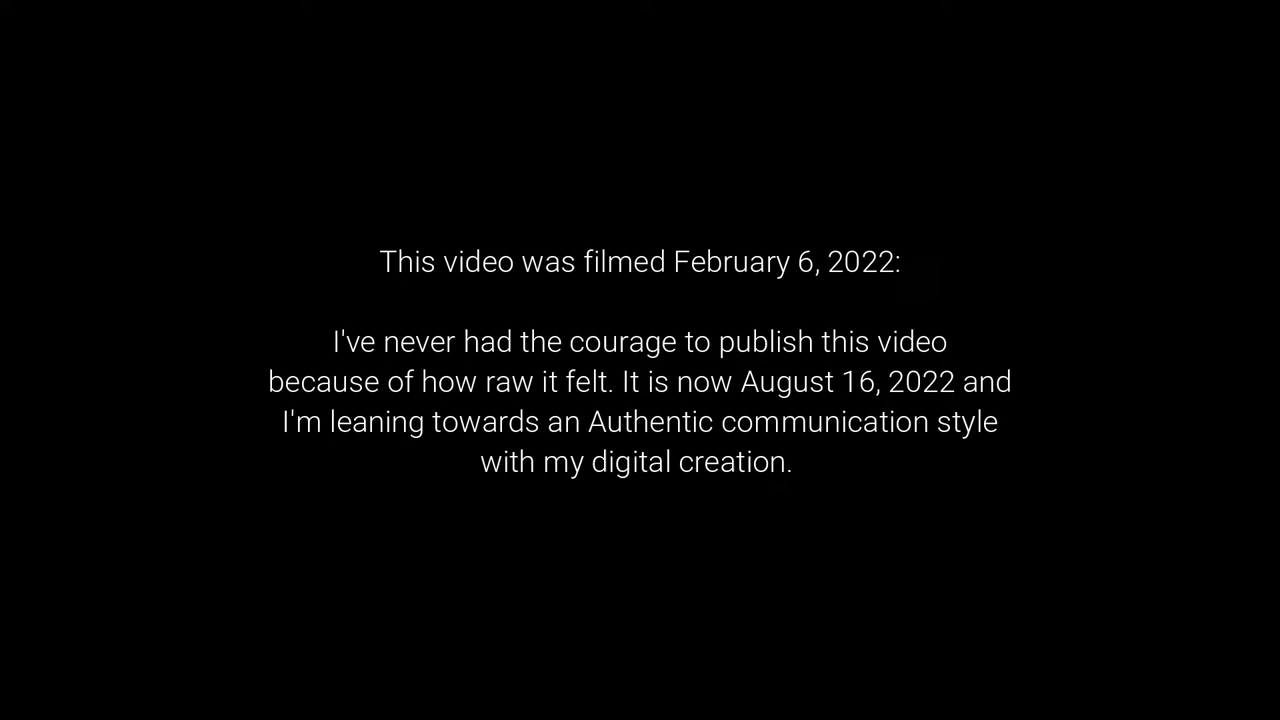 This video was filmed February 6, 2022:
I've never had the courage to publish this video
because of how raw it felt. It is now August 16, 2022 and
I'm leaning towards an Authentic communication style
with my digital creation.